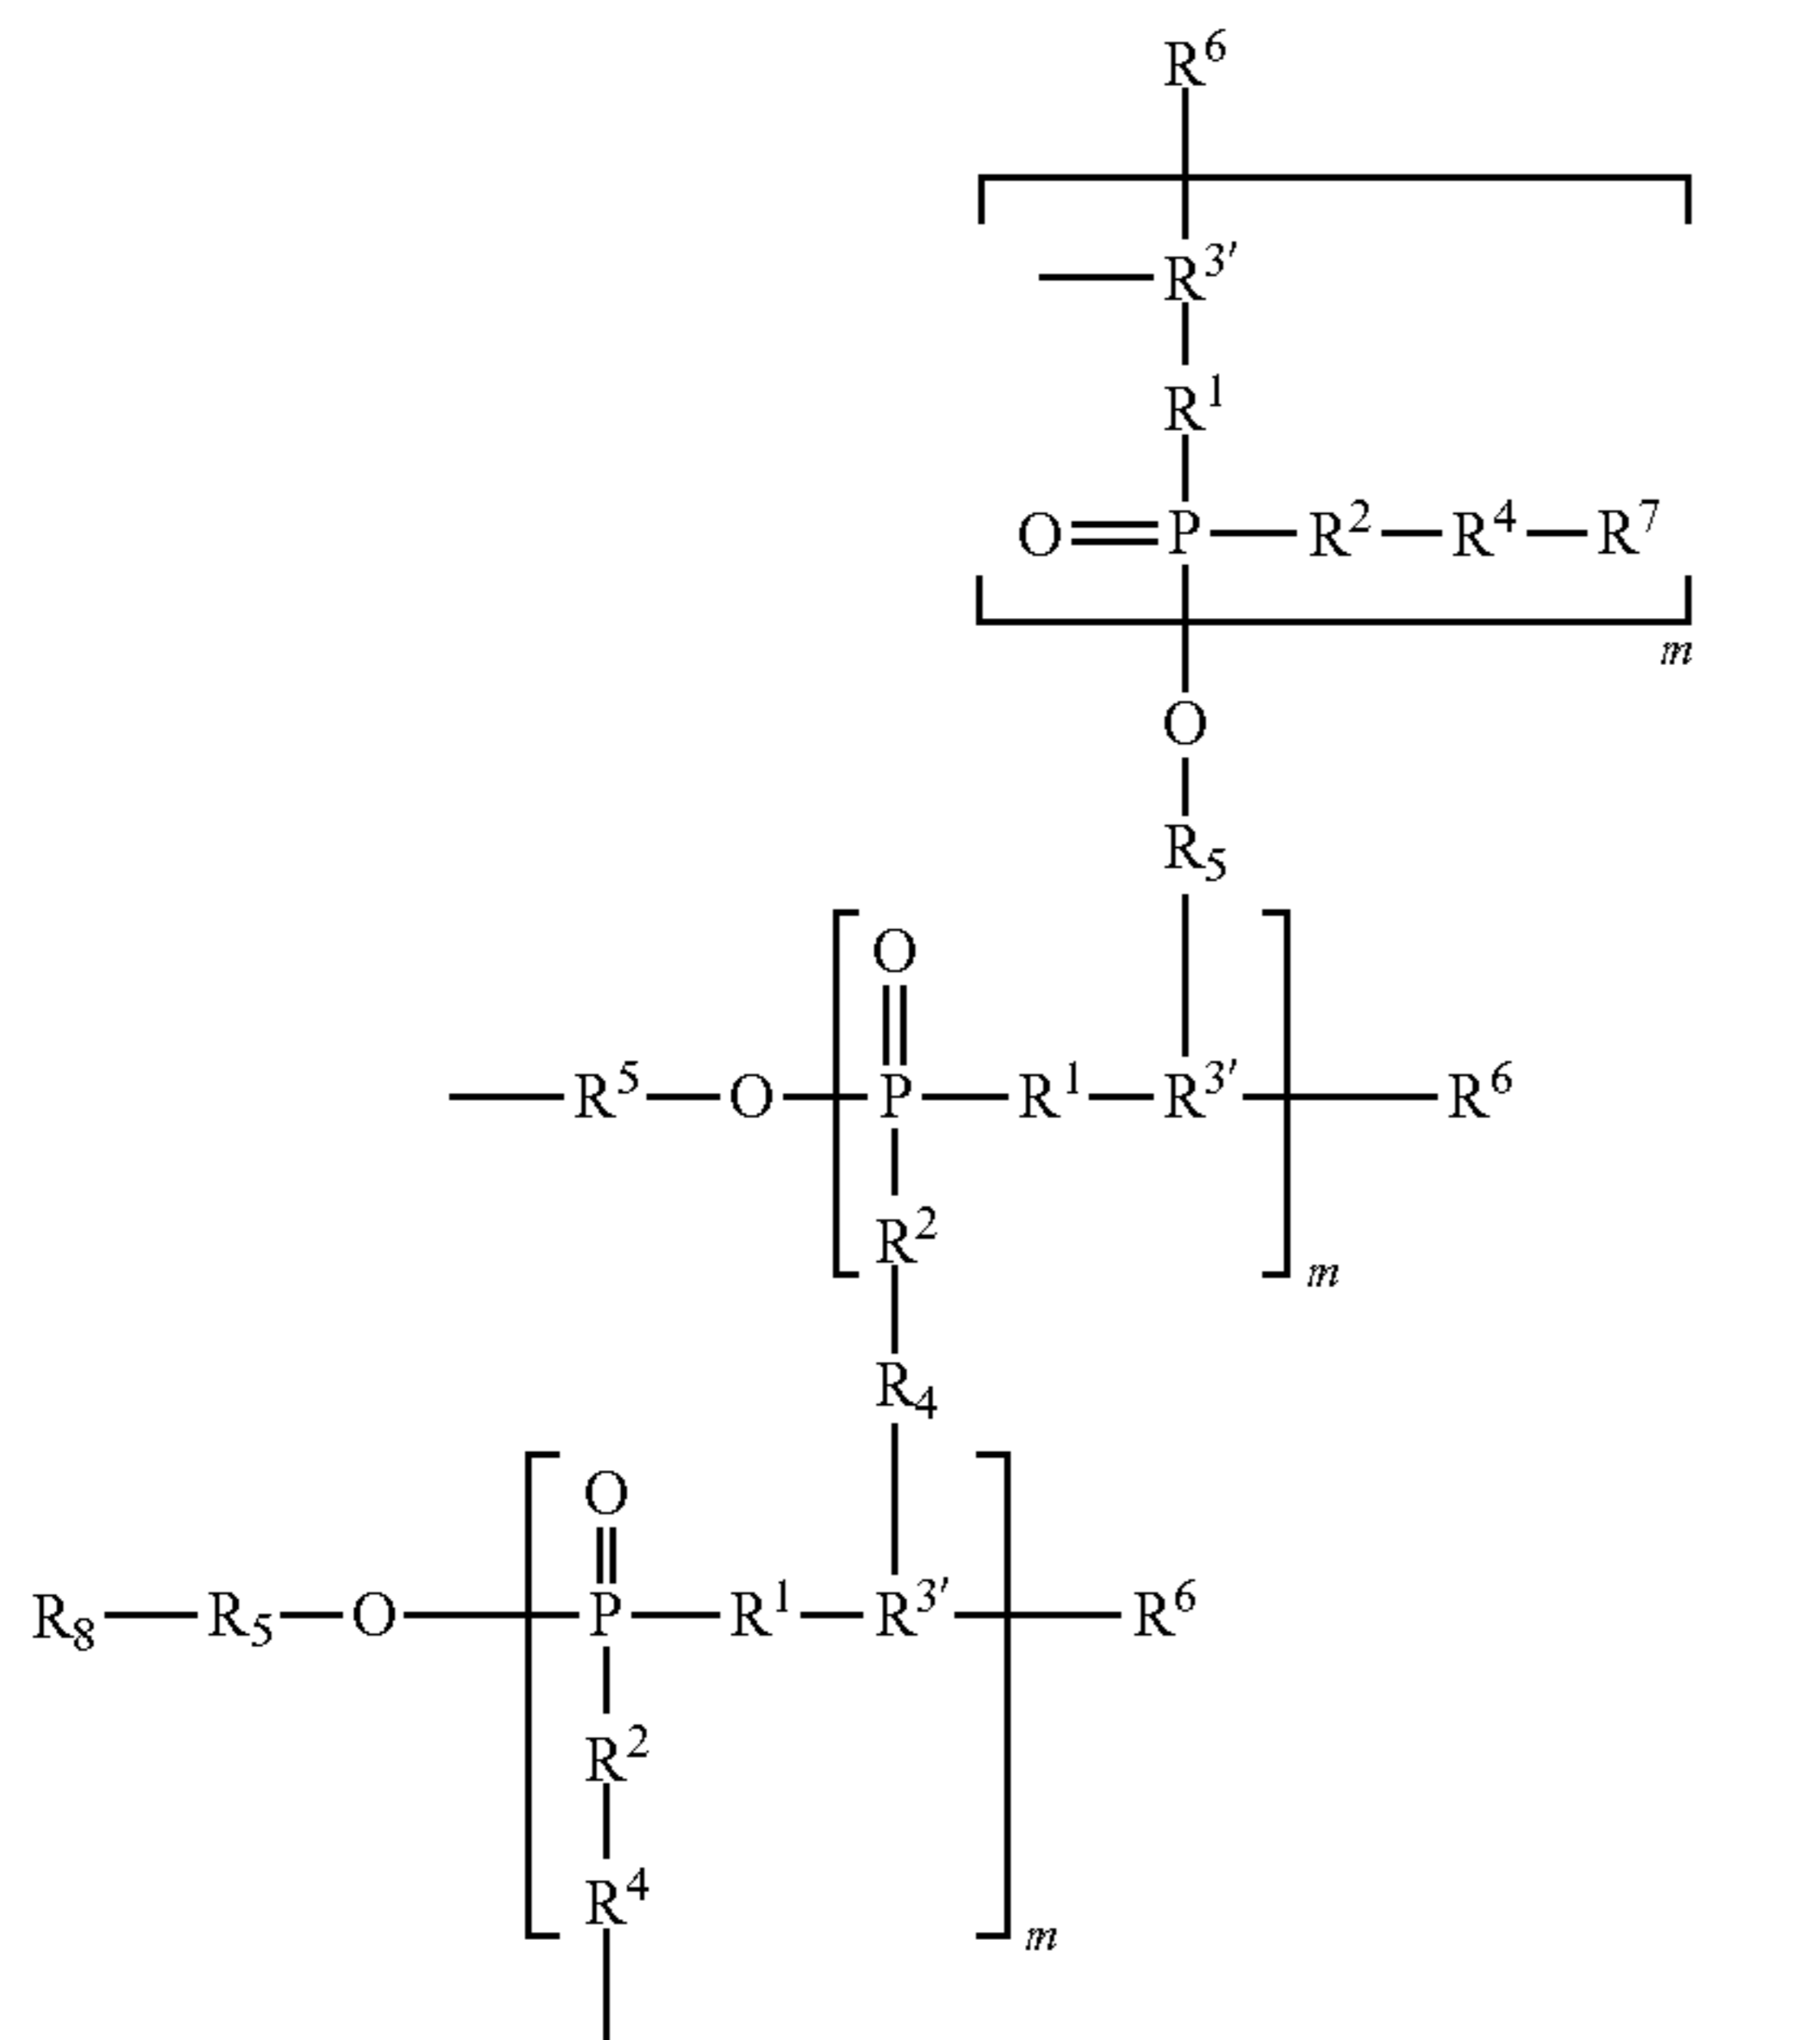 R⁶
R³′
R¹
O P R² R⁴ R⁷
m
O
R₅
O
R⁵ O P R¹ R³′ R⁶
R²
m
R₄
O
R₈ R₅ O P R¹ R³′ R⁶
R²
R⁴
m